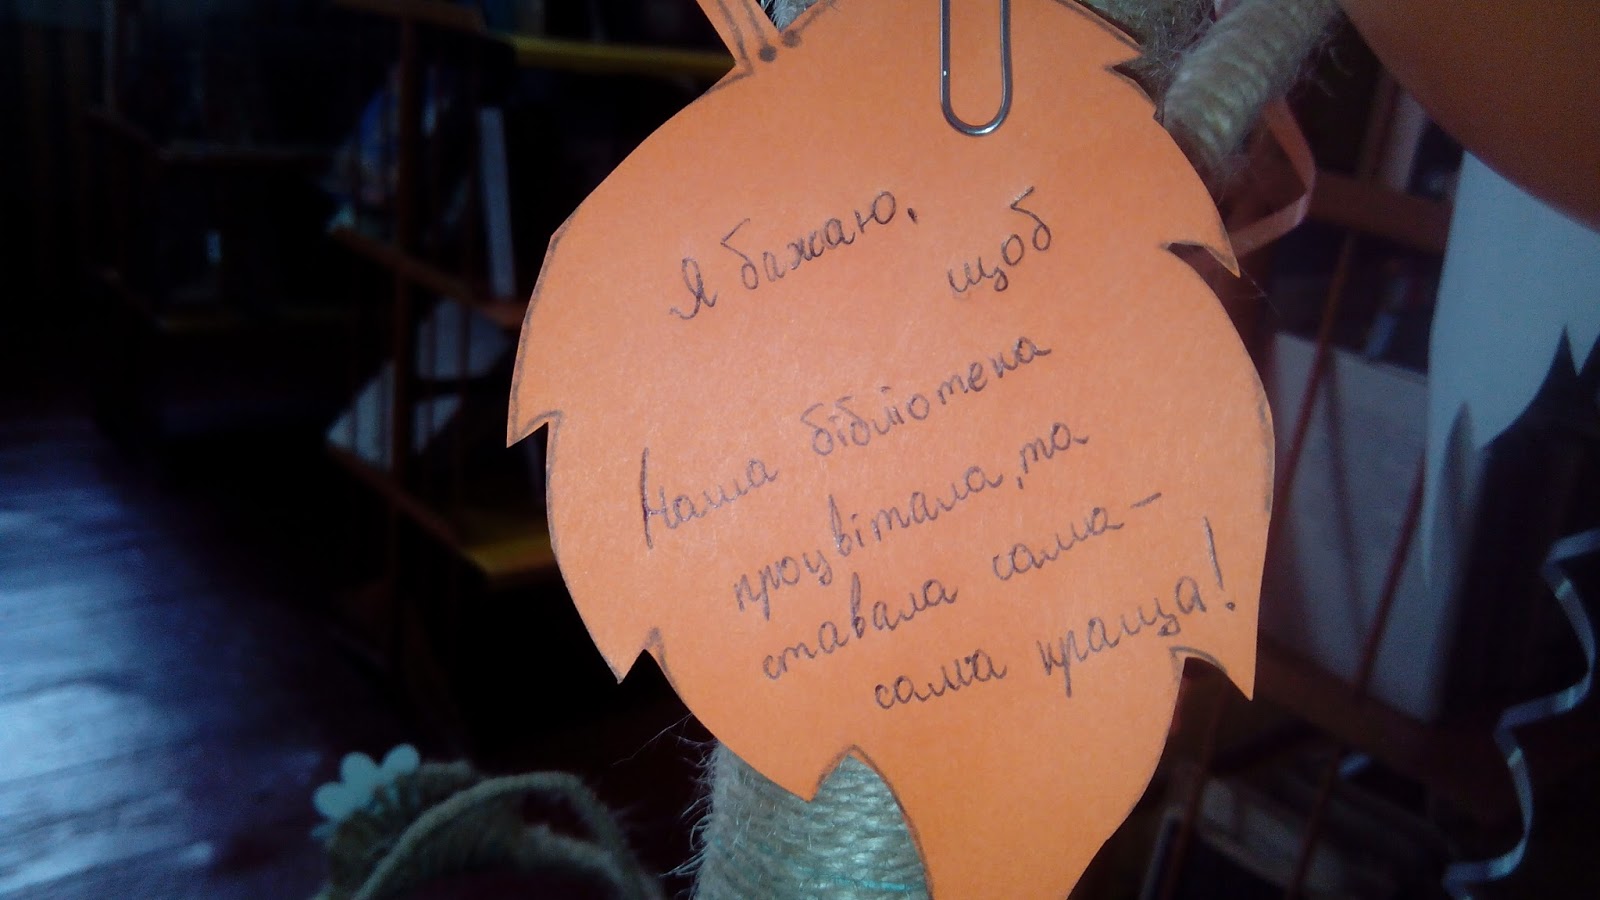 Я бажаю,
щоб
Наша бібліотека
процвітала, та
ставала сама -
сама краща!